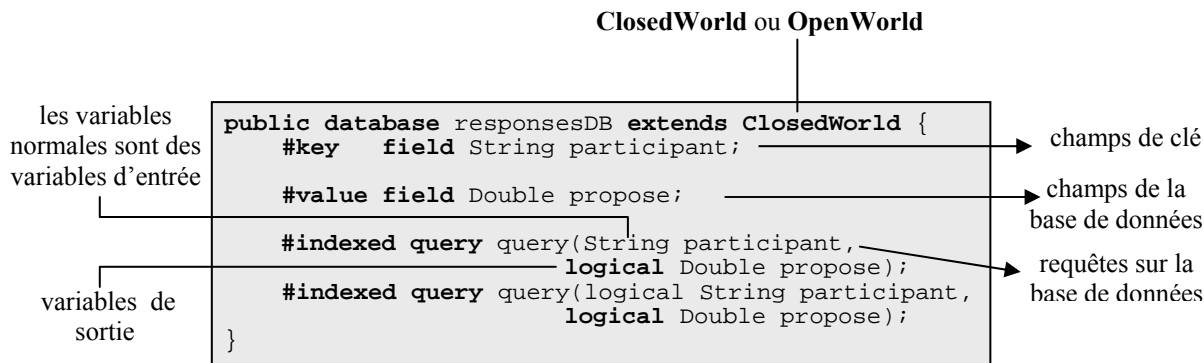 ClosedWorld ou OpenWorld
les variables
normales sont des
variables d'entrée
public database responsesDB extends ClosedWorld {
#key field String participant;
champs de clé
#value field Double propose;
champs de la
base de données
#indexed query query(String participant,
logical Double propose);
requêtes sur la
base de données
#indexed query query(logical String participant,
logical Double propose);
variables de
sortie
}